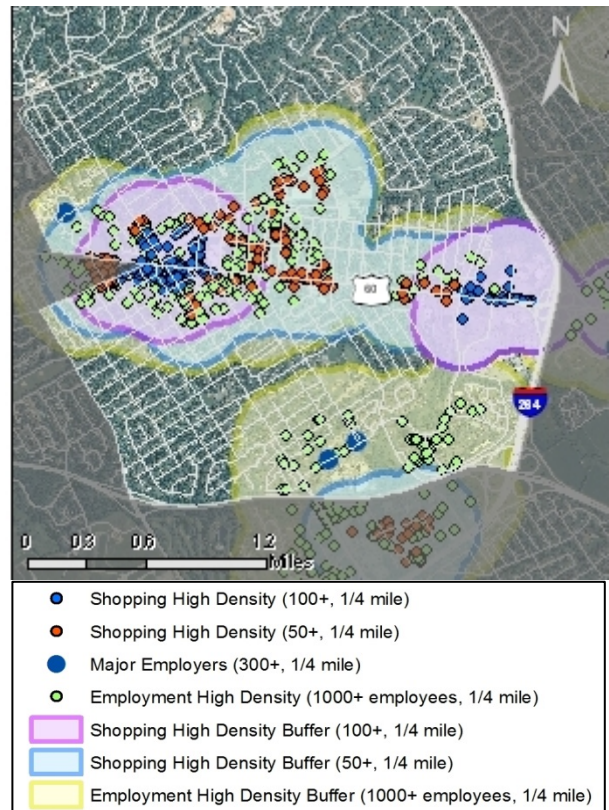 N
60
264
0 0.3 0.6 1.2
Miles
Shopping High Density (100+, 1/4 mile)
Shopping High Density (50+, 1/4 mile)
Major Employers (300+, 1/4 mile)
Employment High Density (1000+ employees, 1/4 mile)
Shopping High Density Buffer (100+, 1/4 mile)
Shopping High Density Buffer (50+, 1/4 mile)
Employment High Density Buffer (1000+ employees, 1/4 mile)